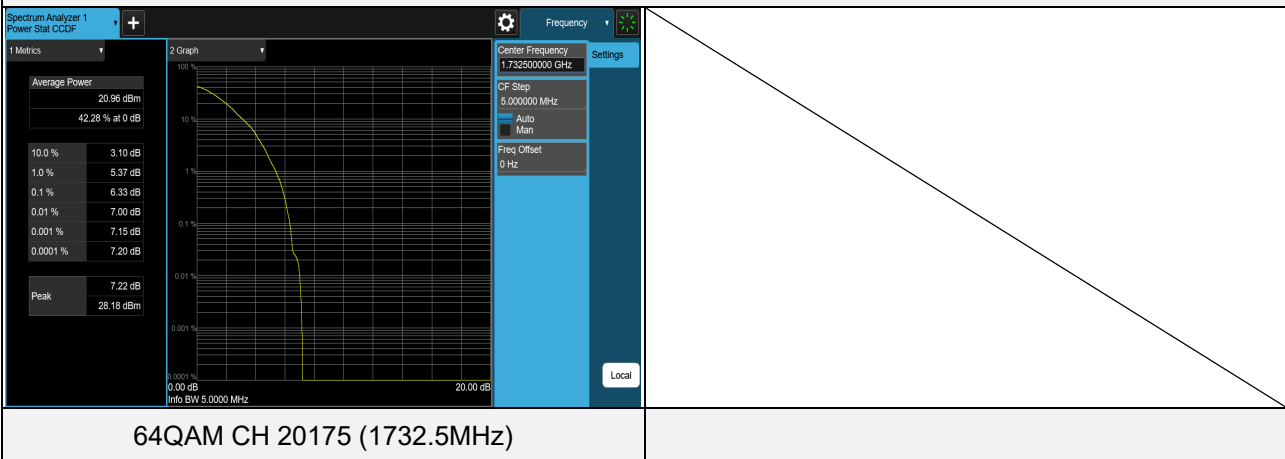 Spectrum Analyzer 1
Power Stat CCDF
+
Frequency
1 Metrics
2 Graph
Center Frequency
1.732500000 GHz
Settings
CF Step
5.000000 MHz
Auto
Man
Freq Offset
0 Hz
Average Power
20.96 dBm
42.28 % at 0 dB
10.0 % 3.10 dB
1.0 % 5.37 dB
0.1 % 6.33 dB
0.01 % 7.00 dB
0.001 % 7.15 dB
0.0001 % 7.20 dB
Peak 7.22 dB
28.18 dBm
100 %
10 %
1 %
0.1 %
0.01 %
0.001 %
0.0001 %
0.00 dB 20.00 dB
Info BW 5.0000 MHz
Local
64QAM CH 20175 (1732.5MHz)